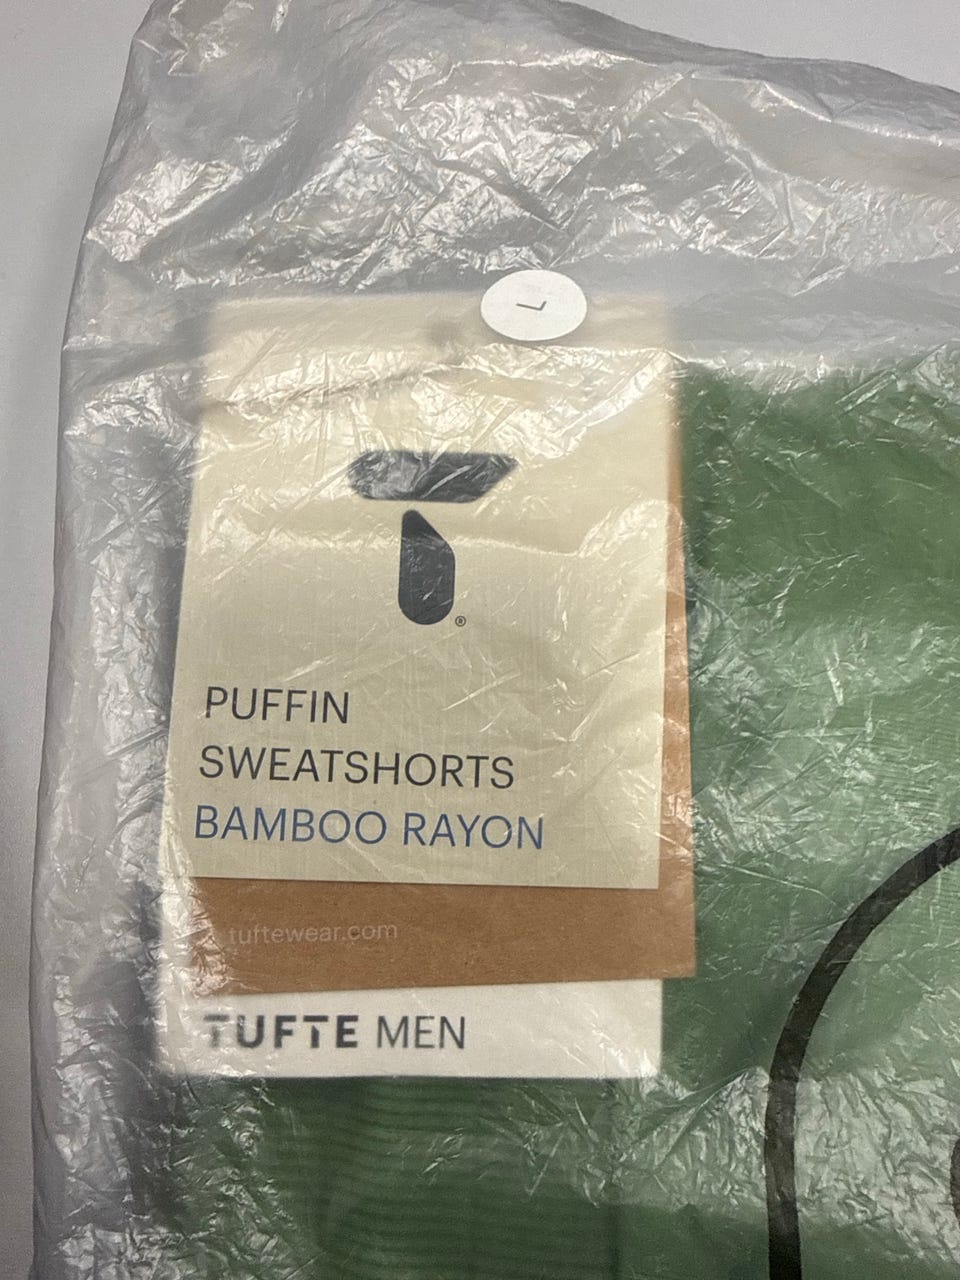 L
®
PUFFIN
SWEATSHORTS
BAMBOO RAYON
tuftewear.com
TUFTE MEN